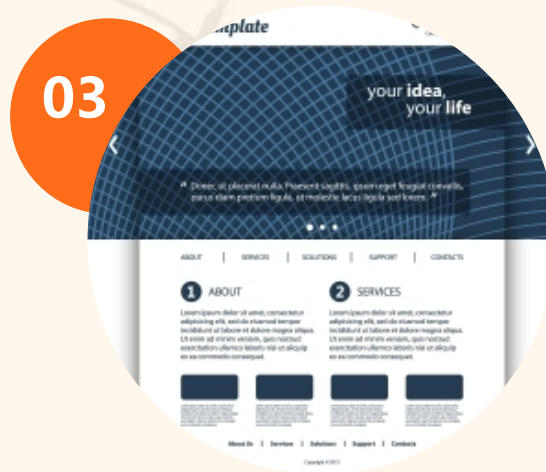 03
mplate
your idea,
your life
“ Donec ut placerat nulla. Praesent sagittis, ipsum eget feugiat convallis,
purus diam pretium ligula, ut molestie lacus ligula sed lorem. ”
ABOUT | SERVICES | SOLUTIONS | SUPPORT | CONTACTS
1 ABOUT
Lorem ipsum dolor sit amet, consectetur
adipisicing elit, sed do eiusmod tempor
incididunt ut labore et dolore magna aliqua.
Ut enim ad minim veniam, quis nostrud
exercitation ullamco laboris nisi ut aliquip
ex ea commodo consequat.
2 SERVICES
Lorem ipsum dolor sit amet, consectetur
adipisicing elit, sed do eiusmod tempor
incididunt ut labore et dolore magna aliqua.
Ut enim ad minim veniam, quis nostrud
exercitation ullamco laboris nisi ut aliquip
ex ea commodo consequat.
About Us | Services | Solutions | Support | Contacts
Copyright © 2013